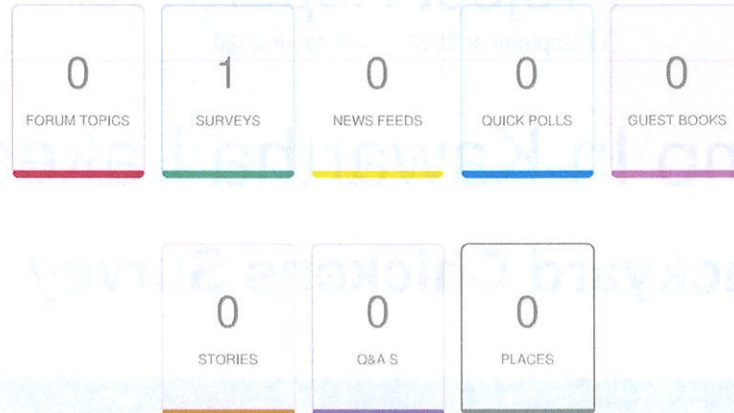 0 1 0 0 0
FORUM TOPICS SURVEYS NEWS FEEDS QUICK POLLS GUEST BOOKS
0 0 0
STORIES Q&A S PLACES